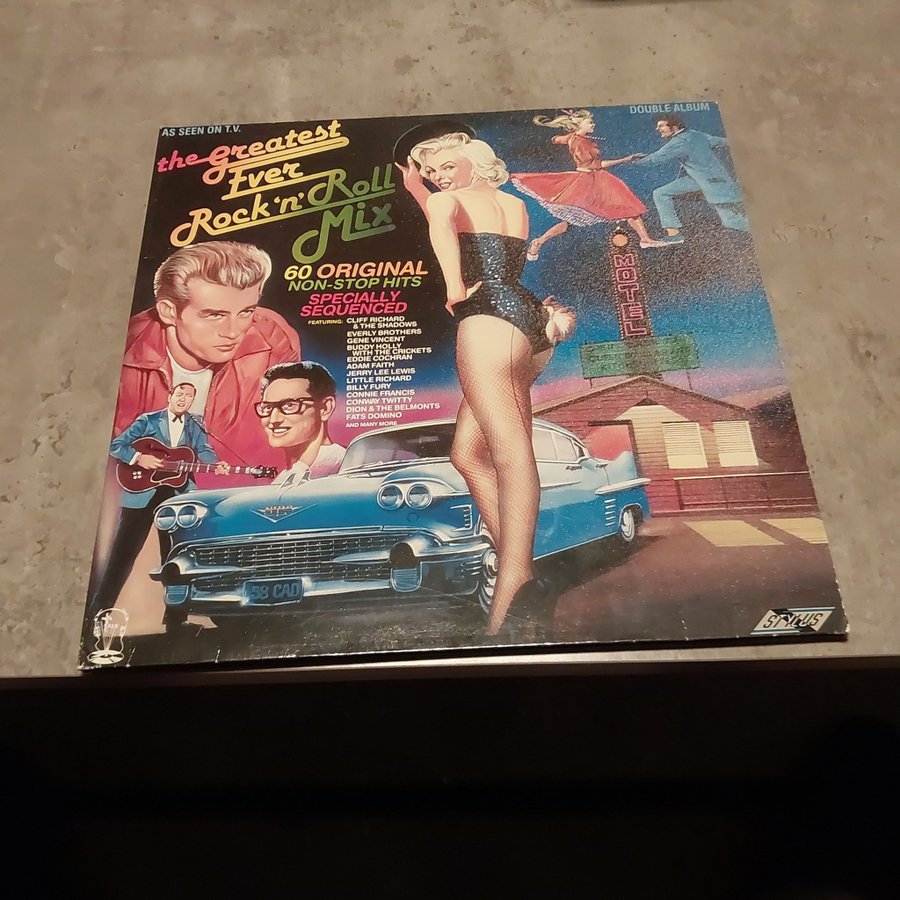 AS SEEN ON T.V.
DOUBLE ALBUM
the Greatest
Ever
Rock 'n' Roll
Mix
60 ORIGINAL
NON-STOP HITS
SPECIALLY
SEQUENCED
FEATURING: CLIFF RICHARD
& THE SHADOWS
EVERLY BROTHERS
GENE VINCENT
BUDDY HOLLY
WITH THE CRICKETS
EDDIE COCHRAN
ADAM FAITH
JERRY LEE LEWIS
LITTLE RICHARD
BILLY FURY
CONNIE FRANCIS
CONWAY TWITTY
DION & THE BELMONTS
FATS DOMINO
AND MANY MORE
MOTEL
58 CAD
STYLUS